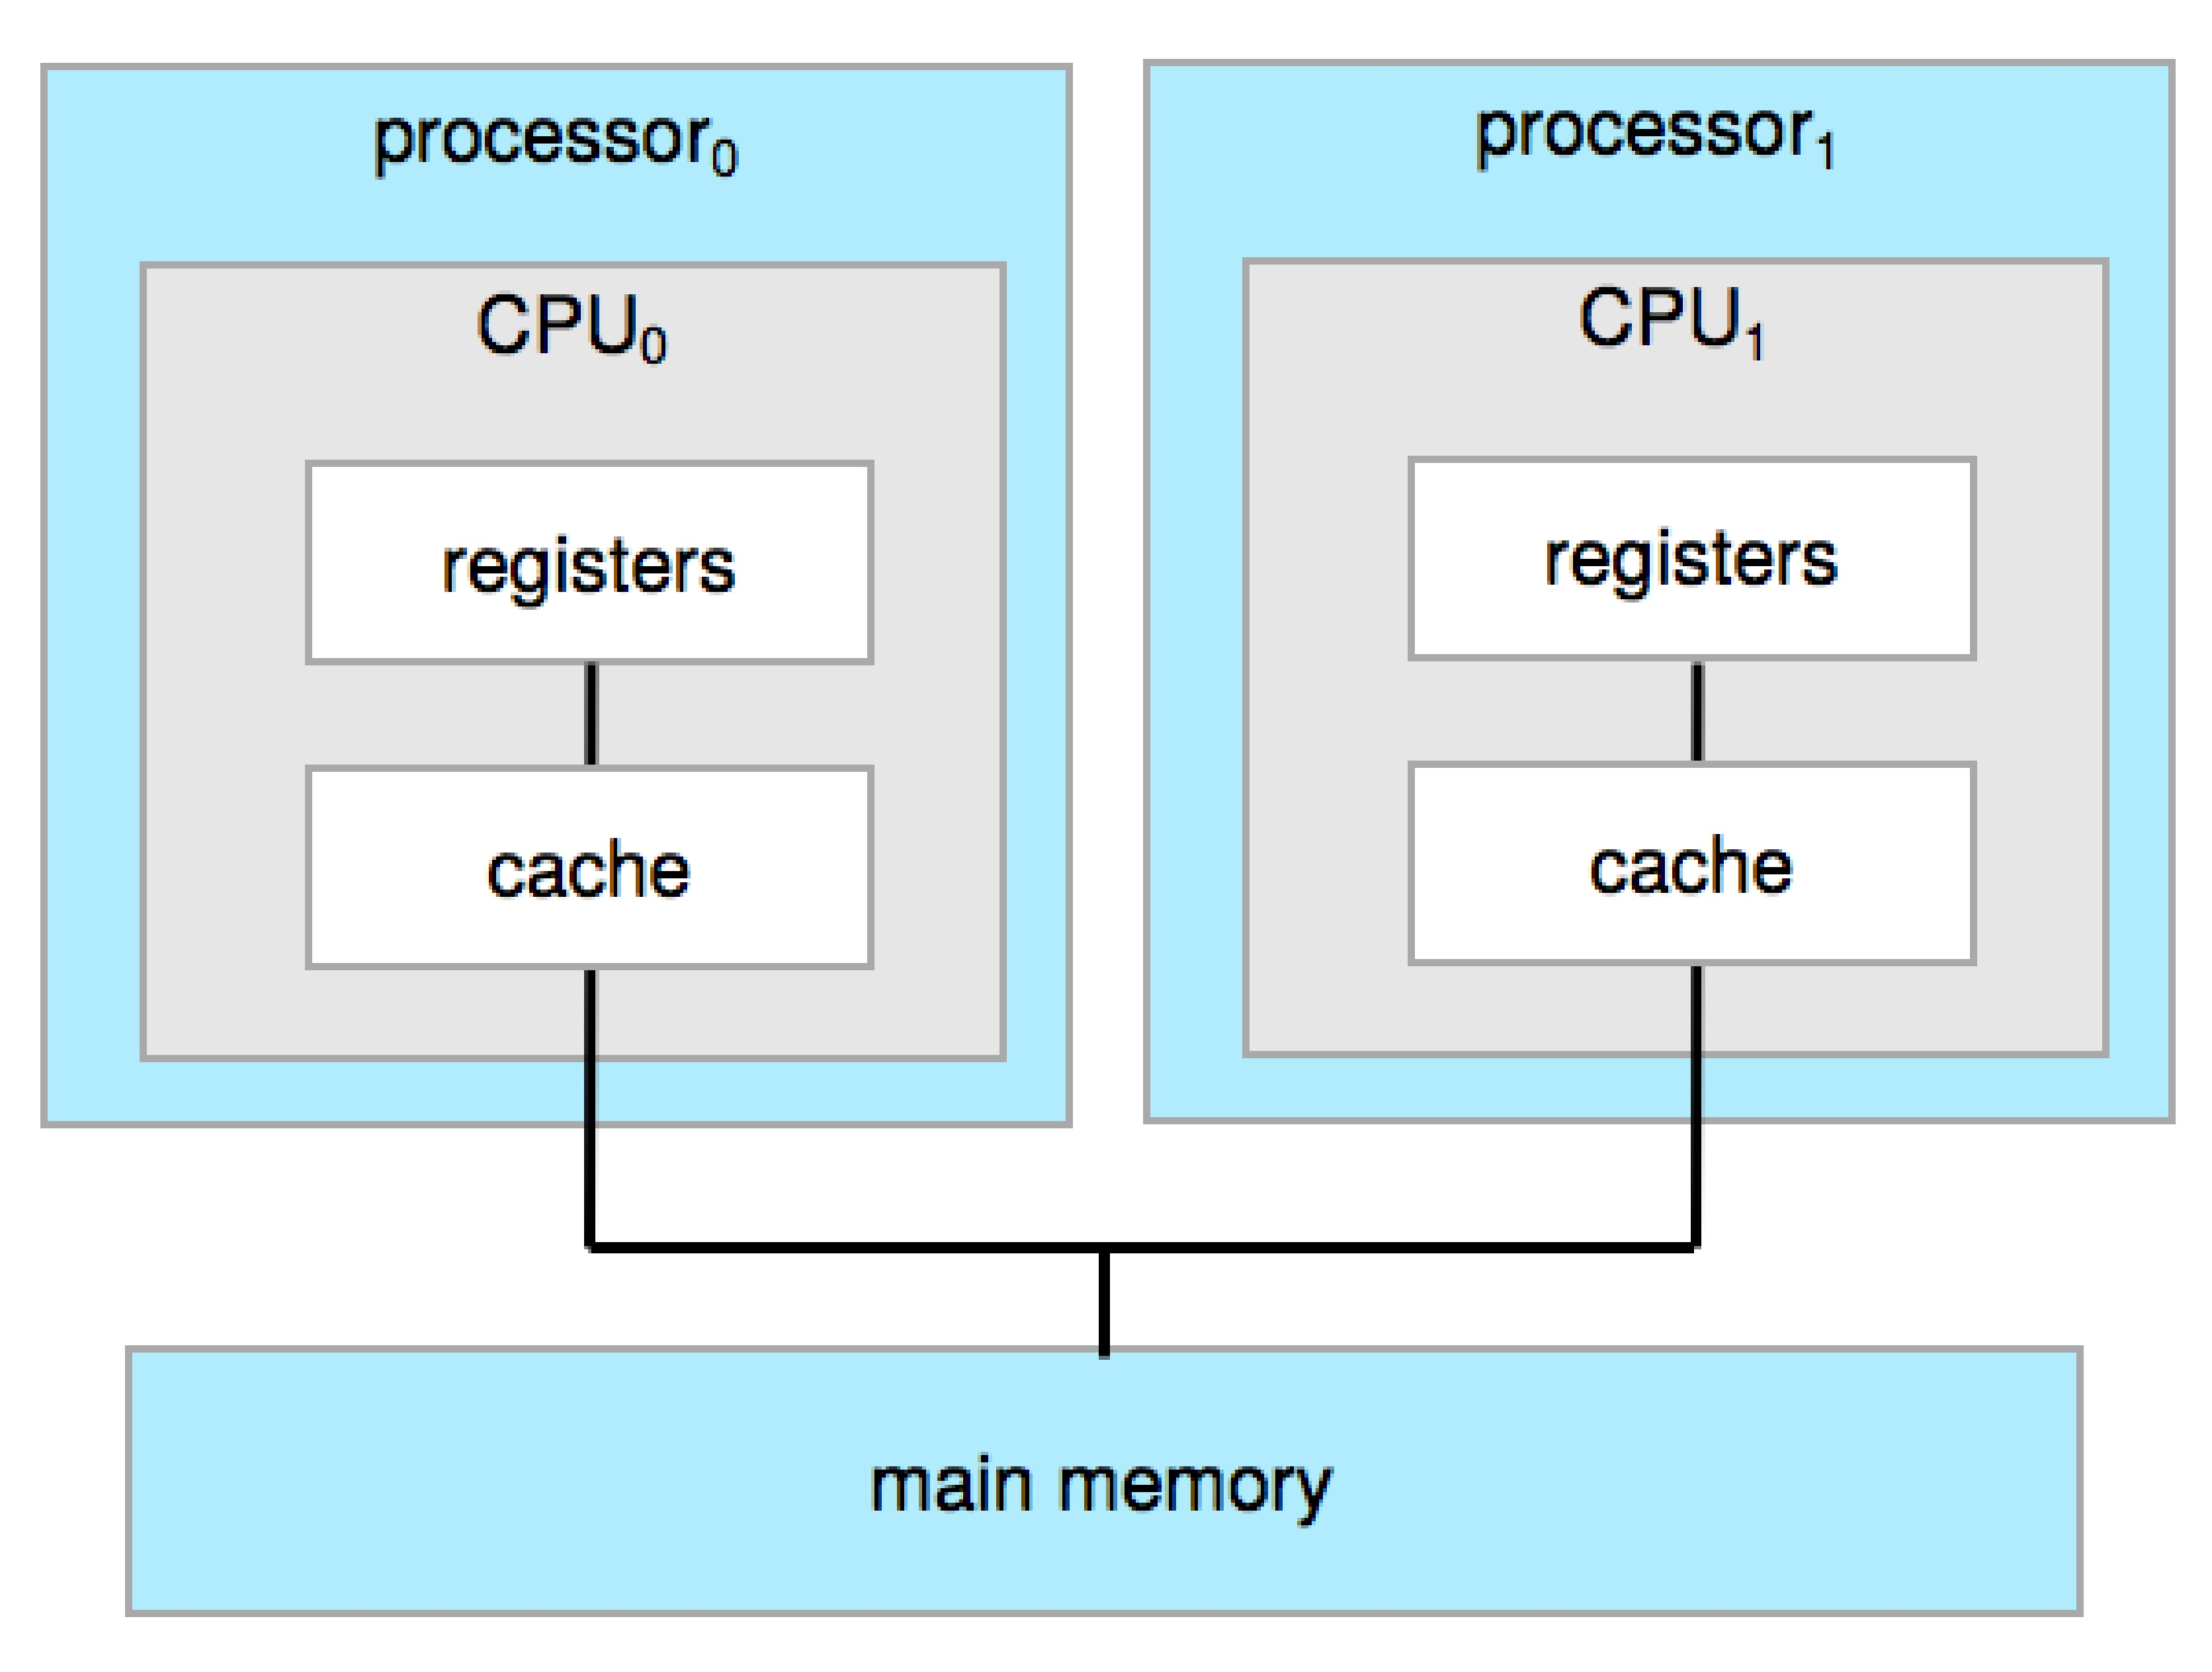 processor₀
CPU₀
registers
cache
processor₁
CPU₁
registers
cache
main memory